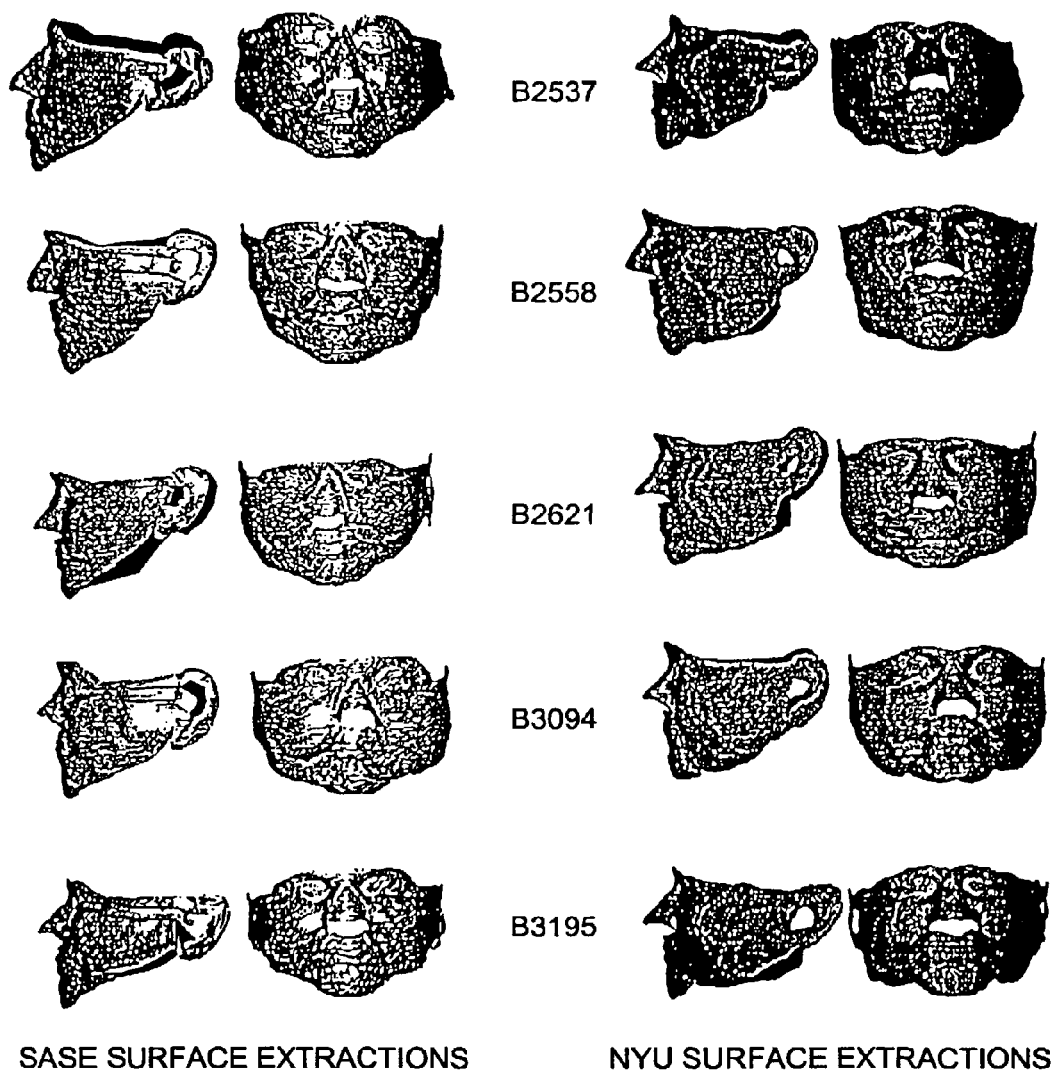 B2537
B2558
B2621
B3094
B3195
SASE SURFACE EXTRACTIONS NYU SURFACE EXTRACTIONS